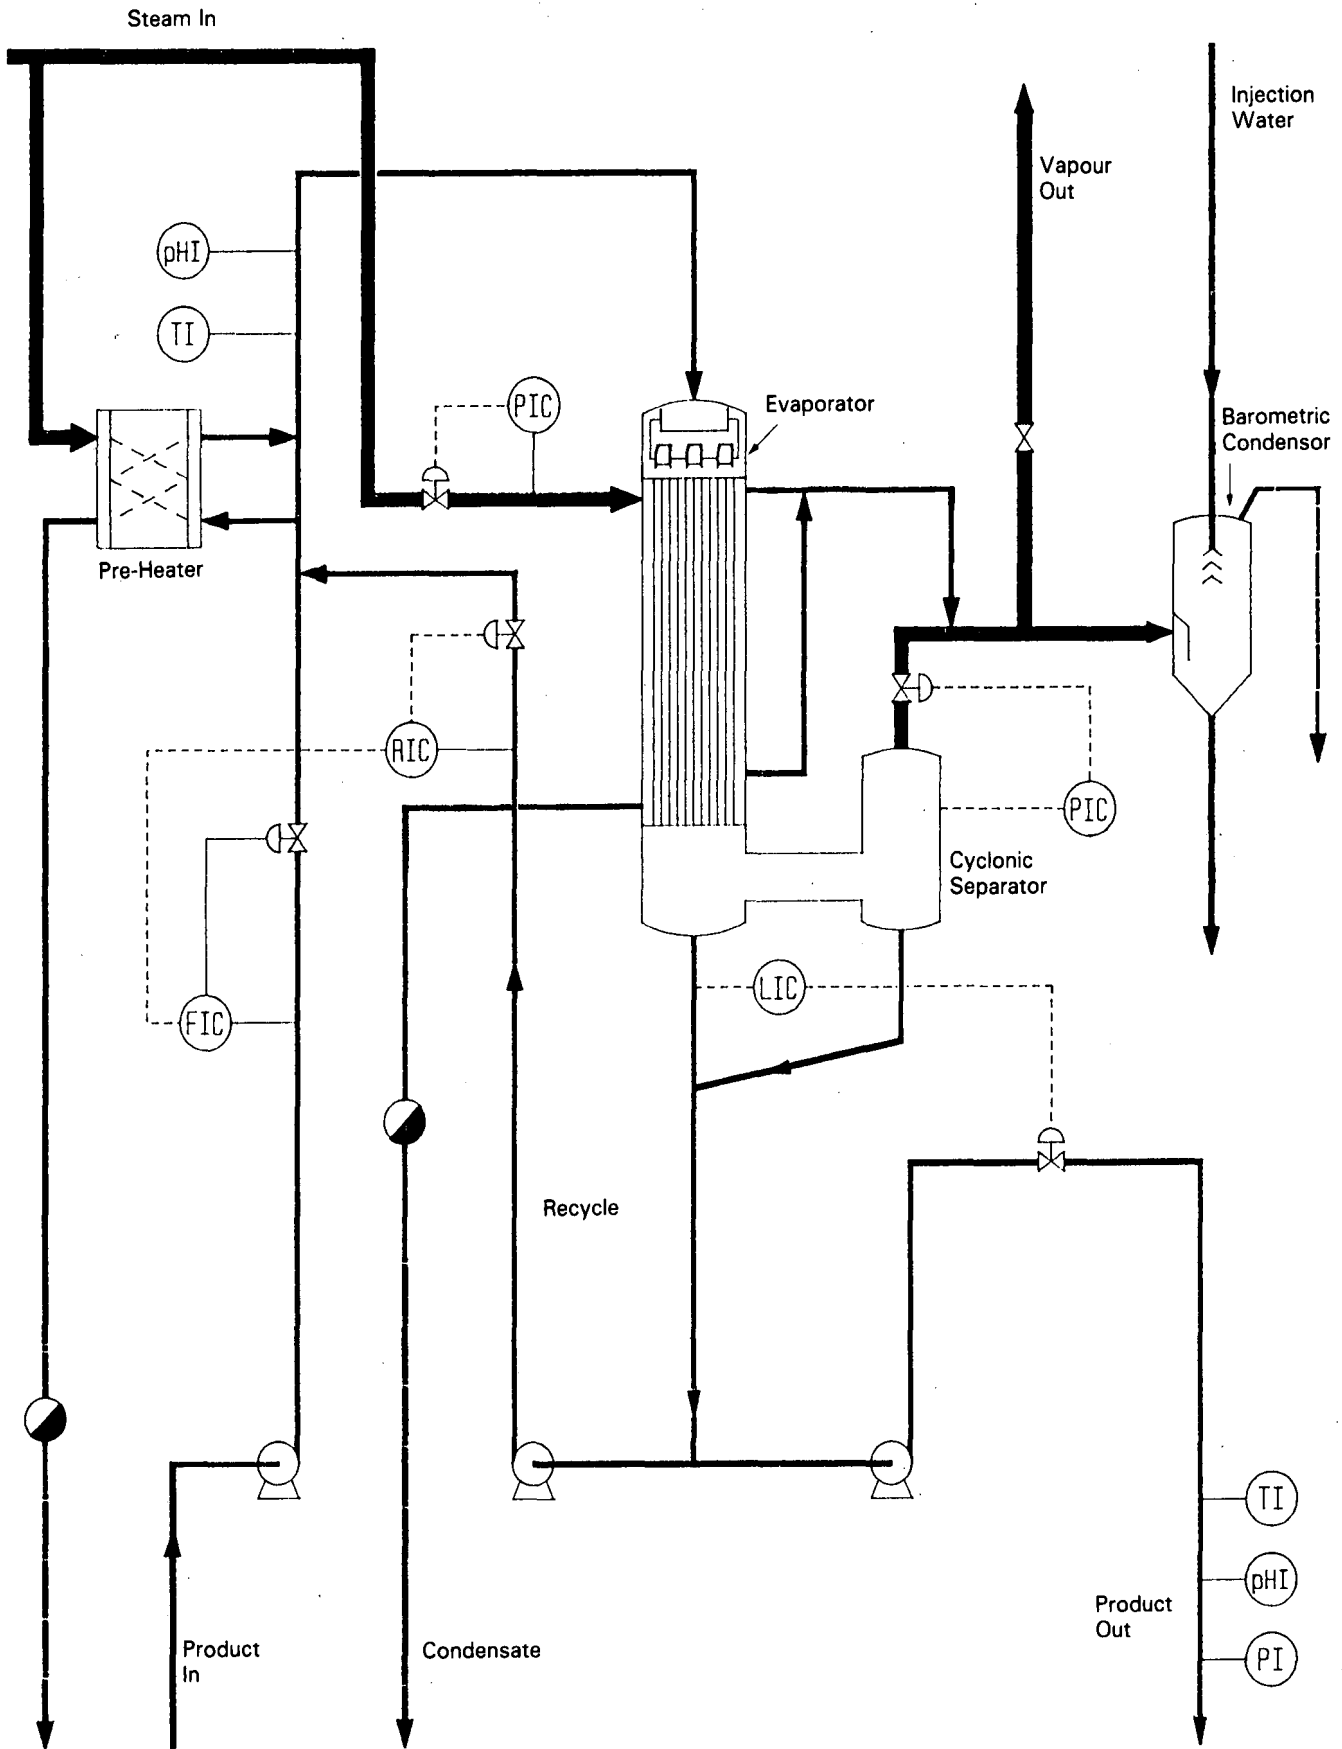 Steam In
Injection
Water
Vapour
Out
pHI
TI
PIC
Evaporator
Barometric
Condensor
Pre-Heater
RIC
PIC
Cyclonic
Separator
LIC
FIC
Recycle
TI
pHI
Product
Out
PI
Product
In
Condensate